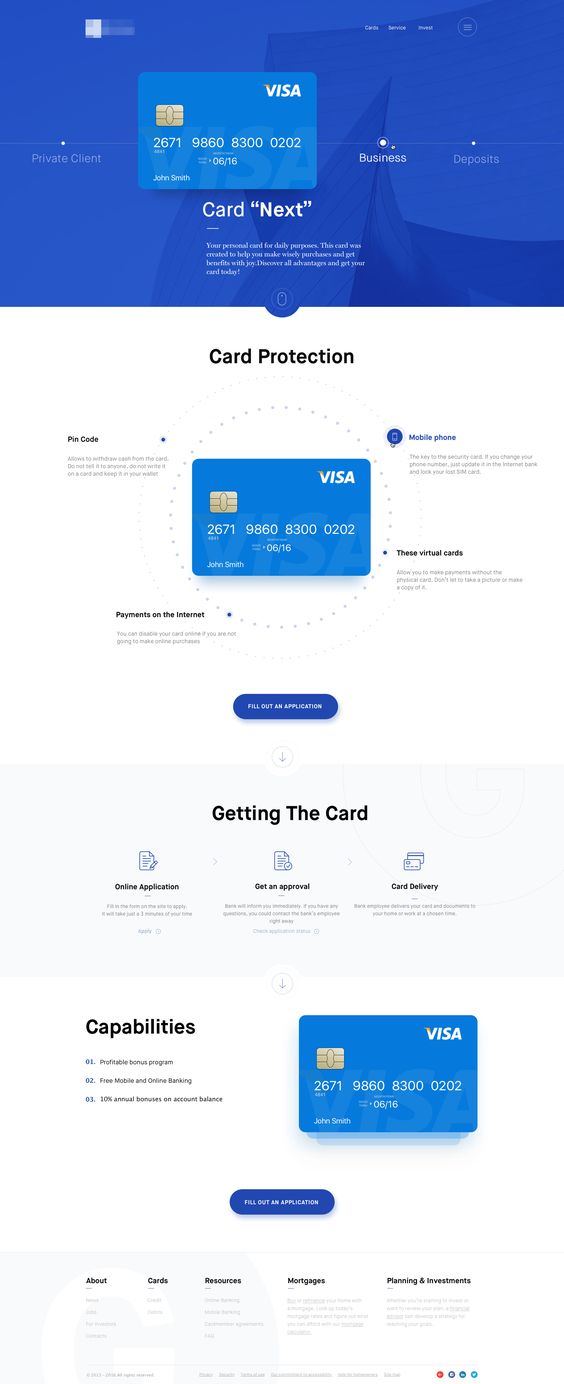 Cards Service Invest
VISA
2671 9860 8300 0202
4841
06/16
John Smith
Private Client
Business
Deposits
Card “Next”
Your personal card for daily purposes. This card was
created to help you make wisely purchases and get
benefits with joy.Discover all advantages and get your
card today!
Card Protection
Pin Code
Allows to withdraw cash from the card.
Do not tell it to anyone, do not write it
on a card and keep it in your wallet
Mobile phone
The key to the security card. If you change your
phone number, just update it in the Internet bank
and lock your lost SIM card.
VISA
2671 9860 8300 0202
4841
06/16
John Smith
These virtual cards
Allow you to make payments without the
physical card. Don't let to take a picture or make
a copy of it.
Payments on the Internet
You can disable your card online if you are not
going to make online purchases
FILL OUT AN APPLICATION
Getting The Card
Online Application
Fill in the form on the site to apply.
It will take just a 3 minutes of your time
Apply
Get an approval
Bank will inform you immediately. If you have any
questions, you could contact the bank's employee
right away
Check application status
Card Delivery
Bank employee delivers your card and documents to
your home or work at a chosen time.
Capabilities
01. Profitable bonus program
02. Free Mobile and Online Banking
03. 10% annual bonuses on account balance
VISA
2671 9860 8300 0202
4841
06/16
John Smith
FILL OUT AN APPLICATION
About
News
Jobs
For Investors
Contacts
Cards
Credit
Debits
Resources
Online Banking
Mobile Banking
Cardmember agreements
FAQ
Mortgages
Buy or refinance your home with
a mortgage. Look up today's
mortgage rates and figure out what
you can afford with our mortgage
calculator.
Planning & Investments
Whether you're starting to invest or
want to review your plan, a financial
advisor can develop a strategy for
reaching your goals.
© 2013 - 2016 All rights reserved.
Privacy Security Terms of use Our commitment to accessibility Help for homeowners Site map